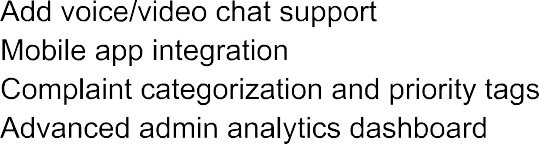 Add voice/video chat support
Mobile app integration
Complaint categorization and priority tags
Advanced admin analytics dashboard